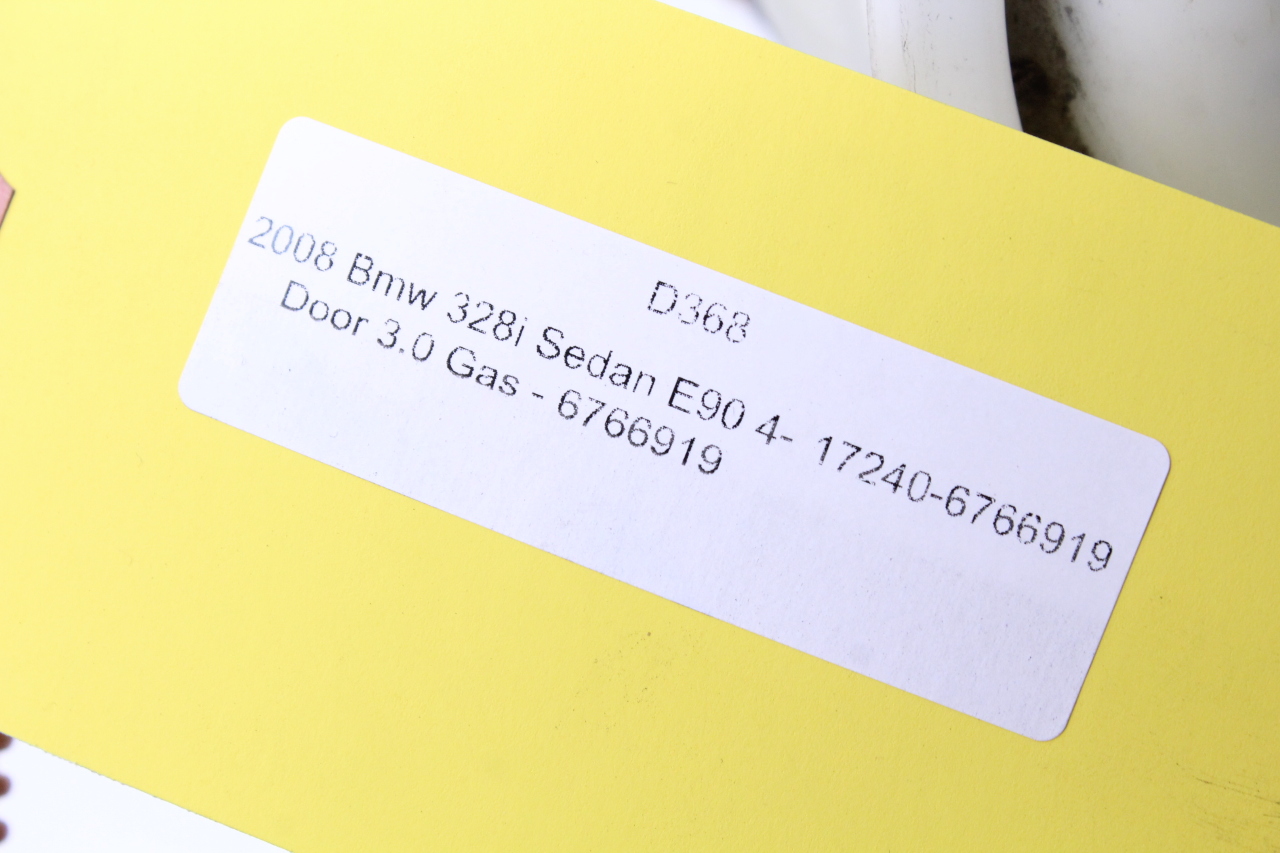 D368
2008 Bmw 328i Sedan E90 4- 17240-6766919
Door 3.0 Gas - 6766919